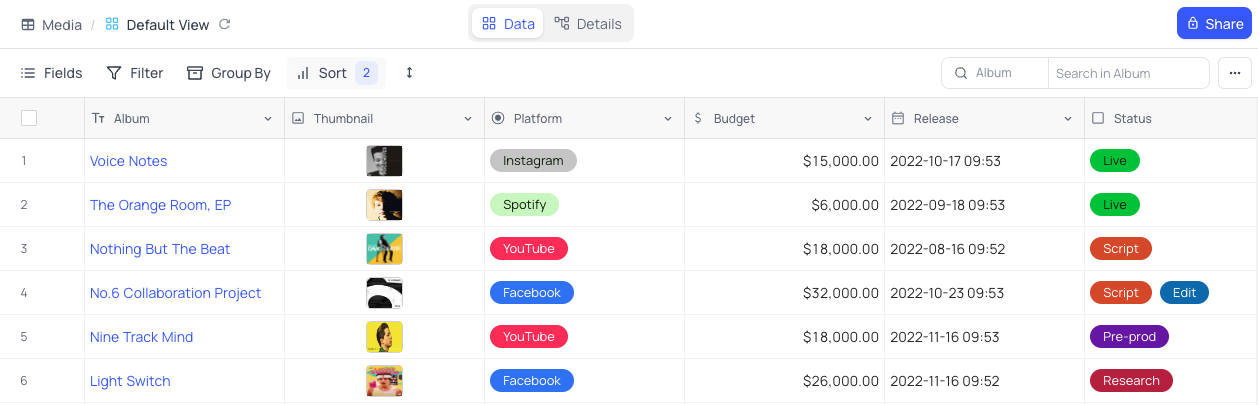 Media / Default View
Data Details
Share
Fields Filter Group By Sort 2
Album Search in Album
Album Thumbnail Platform Budget Release Status
1 Voice Notes Instagram $15,000.00 2022-10-17 09:53 Live
2 The Orange Room, EP Spotify $6,000.00 2022-09-18 09:53 Live
3 Nothing But The Beat YouTube $18,000.00 2022-08-16 09:52 Script
4 No.6 Collaboration Project Facebook $32,000.00 2022-10-23 09:53 Script Edit
5 Nine Track Mind YouTube $18,000.00 2022-11-16 09:53 Pre-prod
6 Light Switch Facebook $26,000.00 2022-11-16 09:52 Research